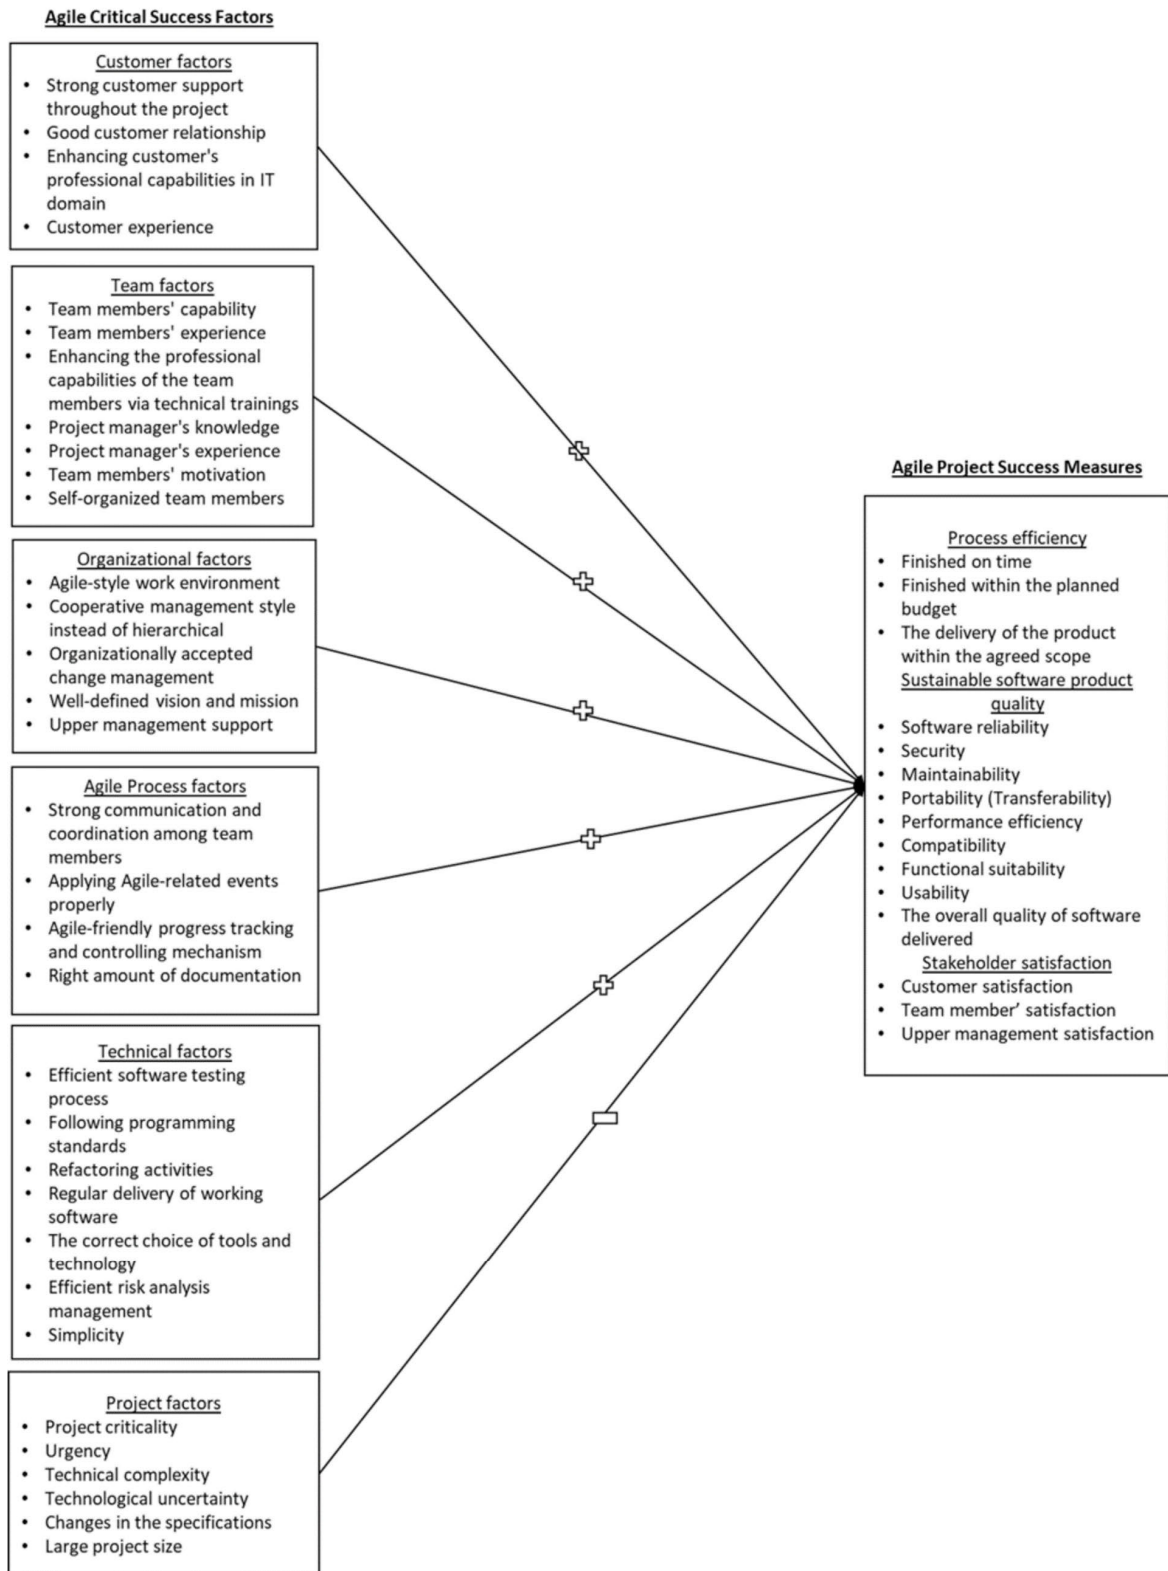 Agile Critical Success Factors
Customer factors
• Strong customer support
throughout the project
• Good customer relationship
• Enhancing customer's
professional capabilities in IT
domain
• Customer experience
Team factors
• Team members' capability
• Team members' experience
• Enhancing the professional
capabilities of the team
members via technical trainings
• Project manager's knowledge
• Project manager's experience
• Team members' motivation
• Self-organized team members
Organizational factors
• Agile-style work environment
• Cooperative management style
instead of hierarchical
• Organizationally accepted
change management
• Well-defined vision and mission
• Upper management support
Agile Process factors
• Strong communication and
coordination among team
members
• Applying Agile-related events
properly
• Agile-friendly progress tracking
and controlling mechanism
• Right amount of documentation
Technical factors
• Efficient software testing
process
• Following programming
standards
• Refactoring activities
• Regular delivery of working
software
• The correct choice of tools and
technology
• Efficient risk analysis
management
• Simplicity
Project factors
• Project criticality
• Urgency
• Technical complexity
• Technological uncertainty
• Changes in the specifications
• Large project size
Agile Project Success Measures
Process efficiency
• Finished on time
• Finished within the planned
budget
• The delivery of the product
within the agreed scope
Sustainable software product
quality
• Software reliability
• Security
• Maintainability
• Portability (Transferability)
• Performance efficiency
• Compatibility
• Functional suitability
• Usability
• The overall quality of software
delivered
Stakeholder satisfaction
• Customer satisfaction
• Team member’ satisfaction
• Upper management satisfaction